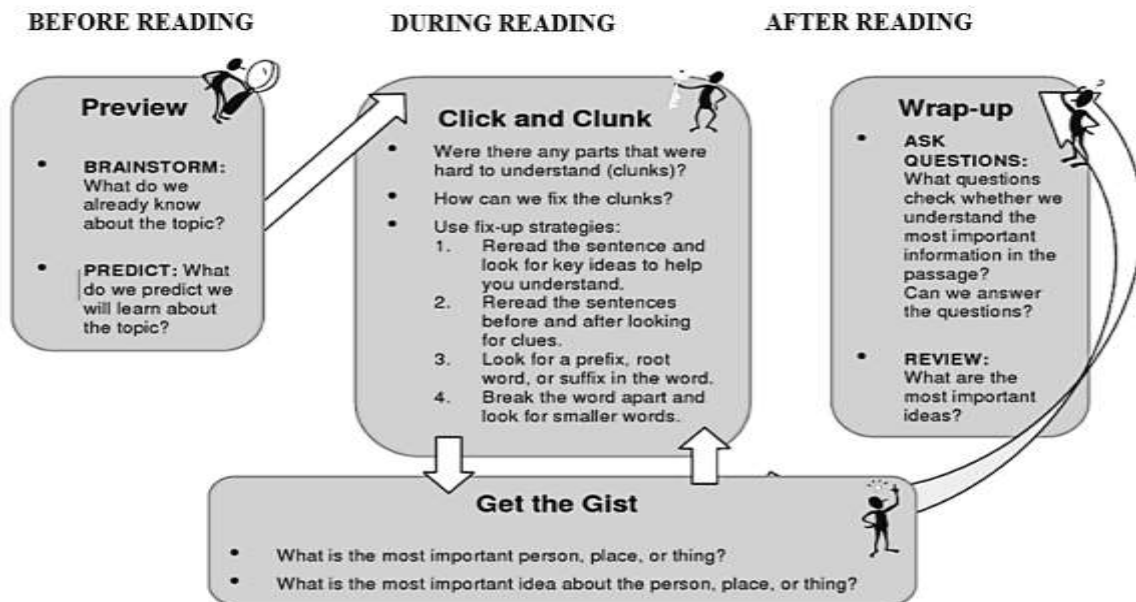 BEFORE READING
DURING READING
AFTER READING
Preview
• BRAINSTORM:
What do we
already know
about the topic?
• PREDICT: What
do we predict we
will learn about
the topic?
Click and Clunk
• Were there any parts that were
hard to understand (clunks)?
• How can we fix the clunks?
• Use fix-up strategies:
1. Reread the sentence and
look for key ideas to help
you understand.
2. Reread the sentences
before and after looking
for clues.
3. Look for a prefix, root
word, or suffix in the word.
4. Break the word apart and
look for smaller words.
Wrap-up
• ASK
QUESTIONS:
What questions
check whether we
understand the
most important
information in the
passage?
Can we answer
the questions?
• REVIEW:
What are the
most important
ideas?
Get the Gist
• What is the most important person, place, or thing?
• What is the most important idea about the person, place, or thing?